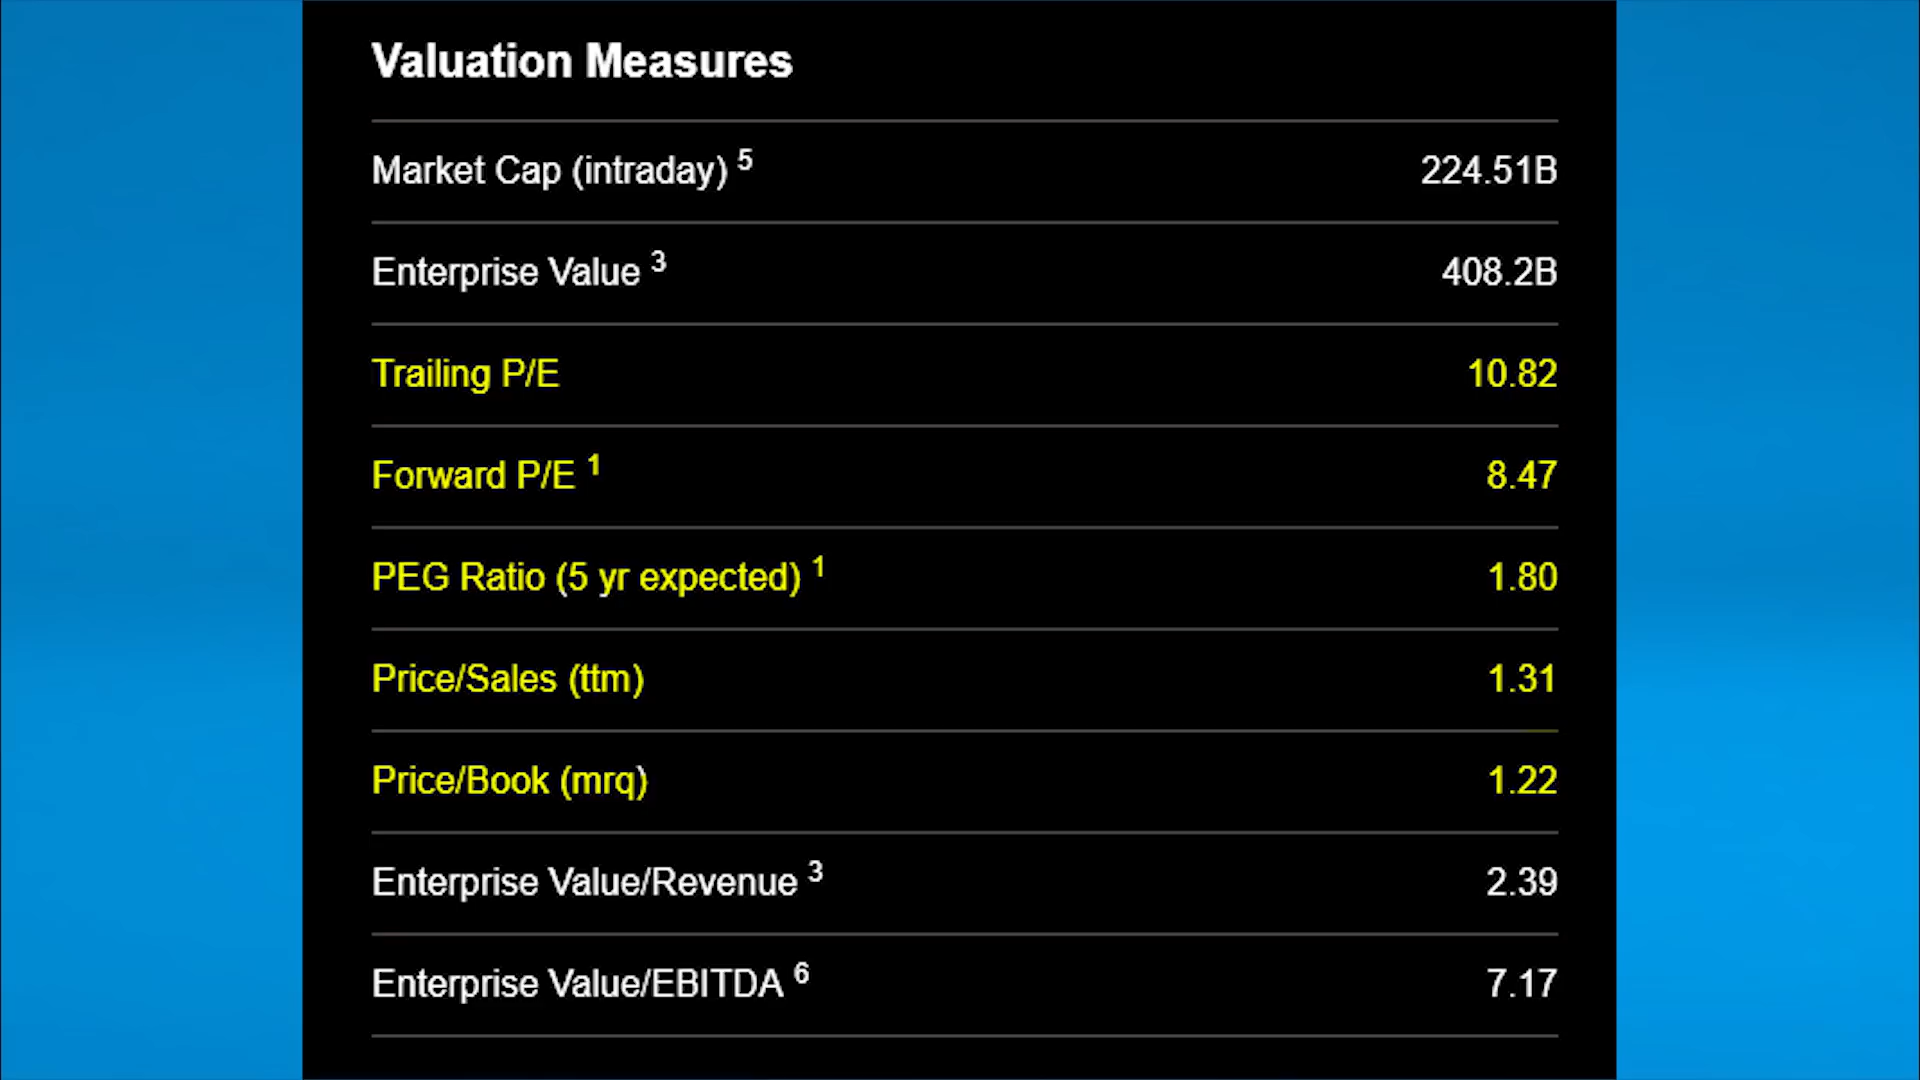 Valuation Measures
Market Cap (intraday) 5 224.51B
Enterprise Value 3 408.2B
Trailing P/E 10.82
Forward P/E 1 8.47
PEG Ratio (5 yr expected) 1 1.80
Price/Sales (ttm) 1.31
Price/Book (mrq) 1.22
Enterprise Value/Revenue 3 2.39
Enterprise Value/EBITDA 6 7.17